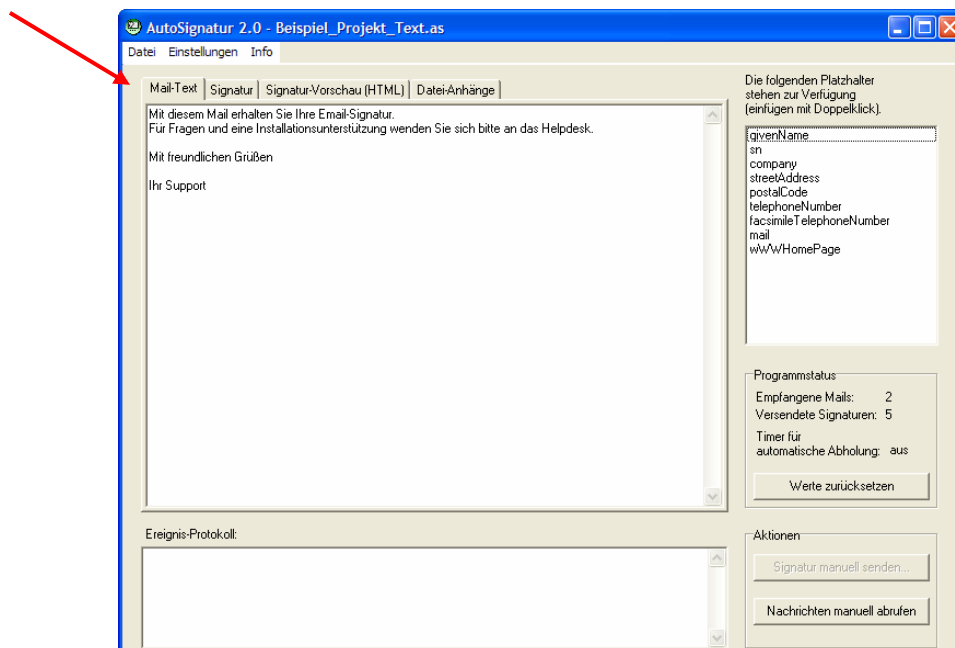 AutoSignatur 2.0 - Beispiel_Projekt_Text.as
Datei Einstellungen Info
Mail-Text Signatur Signatur-Vorschau (HTML) Datei-Anhänge
Mit diesem Mail erhalten Sie Ihre Email-Signatur.
Für Fragen und eine Installationsunterstützung wenden Sie sich bitte an das Helpdesk.
Mit freundlichen Grüßen
Ihr Support
Die folgenden Platzhalter
stehen zur Verfügung
(einfügen mit Doppelklick).
givenName
sn
company
streetAddress
postalCode
telephoneNumber
facsimileTelephoneNumber
mail
wWWHomePage
Programmstatus
Empfangene Mails: 2
Versendete Signaturen: 5
Timer für
automatische Abholung: aus
Werte zurücksetzen
Ereignis-Protokoll:
Aktionen
Signatur manuell senden...
Nachrichten manuell abrufen